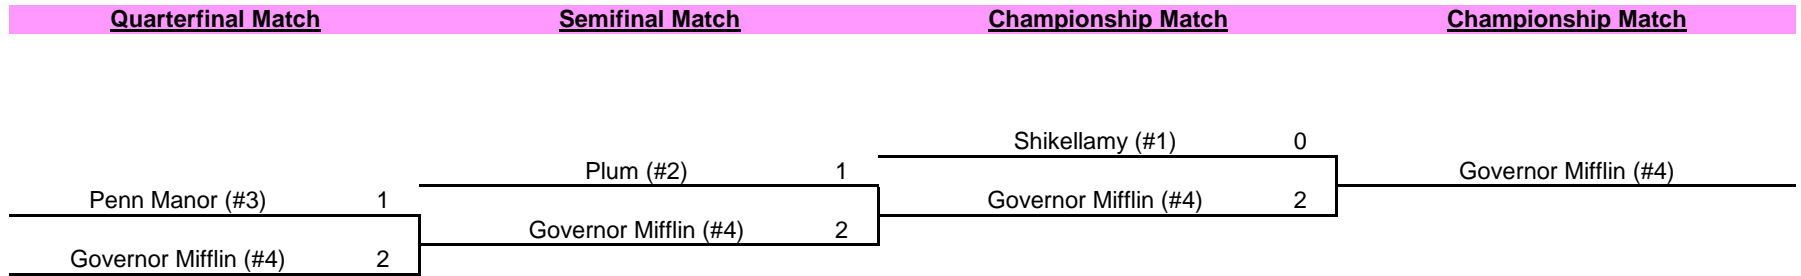 Quarterfinal Match Semifinal Match Championship Match Championship Match
Shikellamy (#1) 0
Plum (#2) 1 Governor Mifflin (#4)
Penn Manor (#3) 1 Governor Mifflin (#4) 2
Governor Mifflin (#4) 2
Governor Mifflin (#4) 2